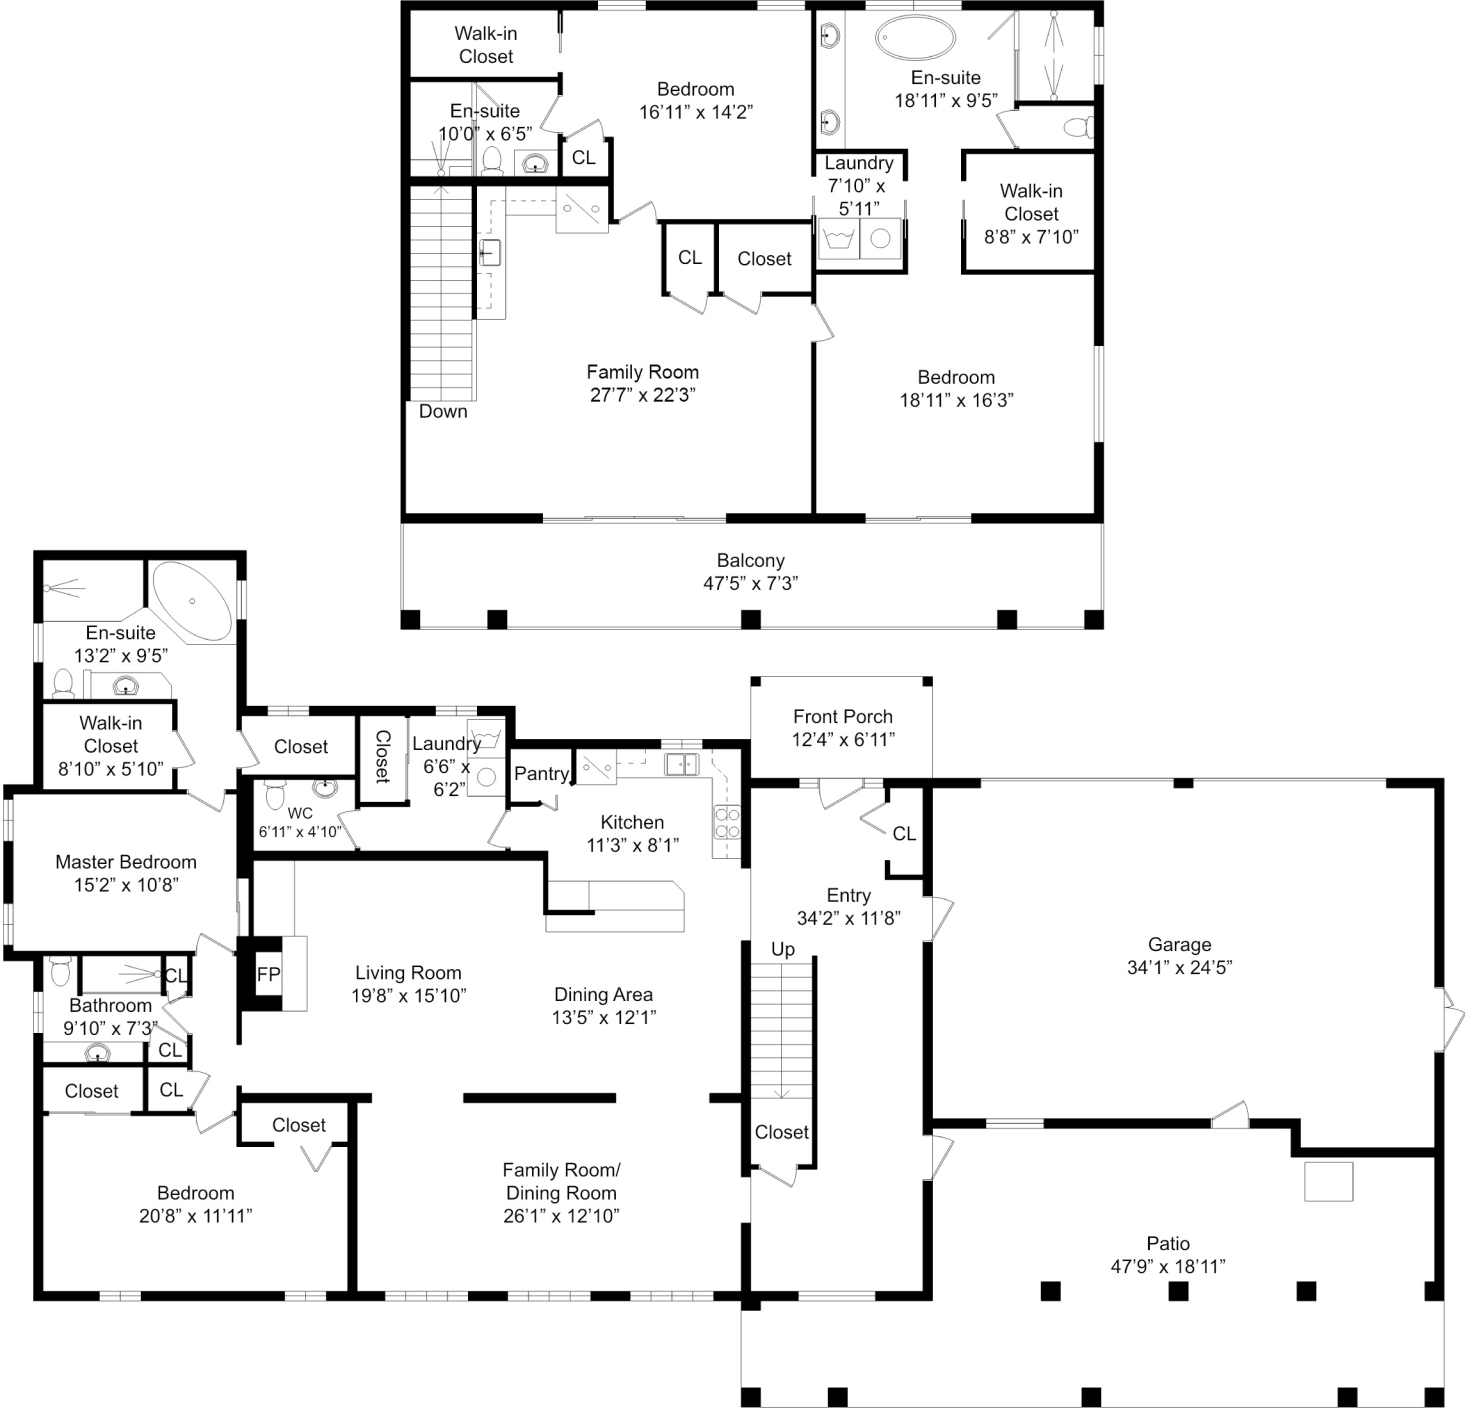 Walk-in
Closet
Bedroom
16'11” x 14'2”
En-suite
18'11” x 9'5”
En-suite
10'0” x 6'5”
CL
Laundry
7'10” x
5'11”
Walk-in
Closet
8'8” x 7'10”
CL
Closet
Family Room
27'7” x 22'3”
Bedroom
18'11” x 16'3”
Down
Balcony
47'5” x 7'3”
En-suite
13'2” x 9'5”
Walk-in
Closet
8'10” x 5'10”
Closet
Closet
Laundry
6'6” x
6'2”
Pantry
Front Porch
12'4” x 6'11”
WC
6'11” x 4'10”
Kitchen
11'3” x 8'1”
CL
Master Bedroom
15'2” x 10'8”
Entry
34'2” x 11'8”
Up
Garage
34'1” x 24'5”
FP
Living Room
19'8” x 15'10”
Dining Area
13'5” x 12'1”
CL
Bathroom
9'10” x 7'3”
CL
Closet
CL
Closet
Closet
Family Room/
Dining Room
26'1” x 12'10”
Bedroom
20'8” x 11'11”
Patio
47'9” x 18'11”